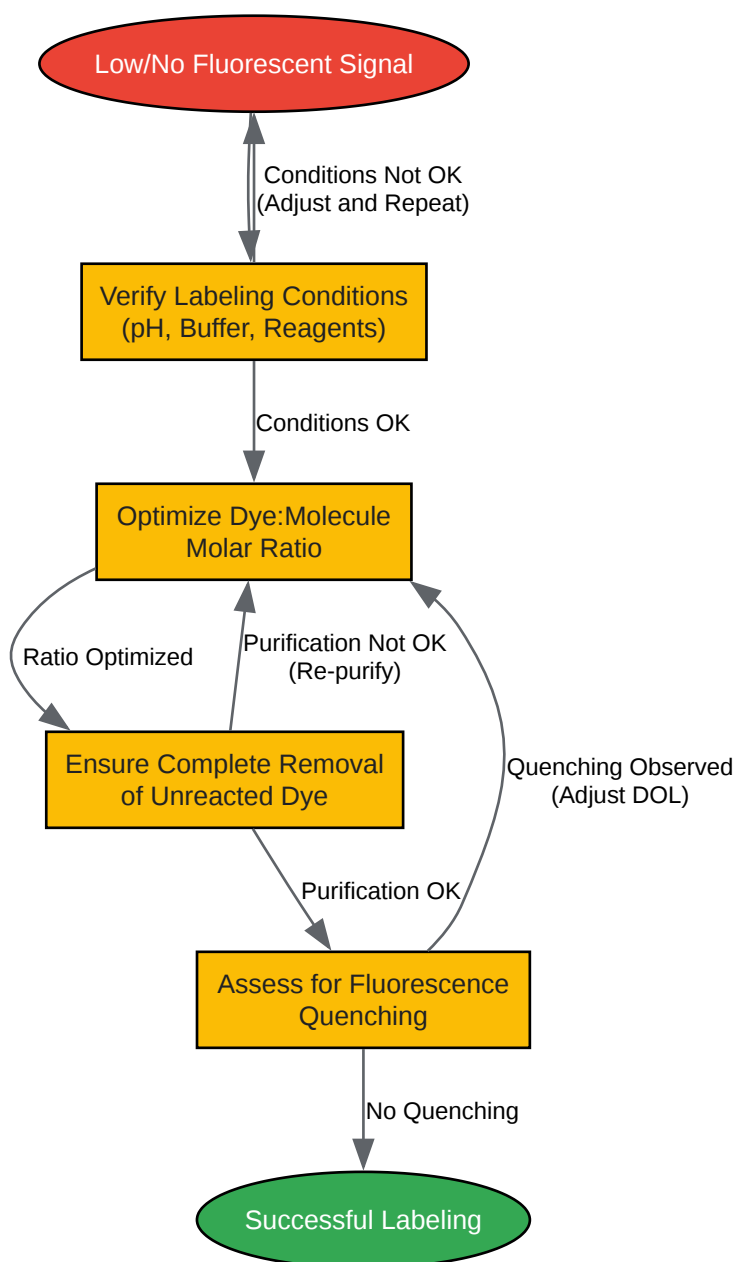 Low/No Fluorescent Signal
Conditions Not OK
(Adjust and Repeat)
Verify Labeling Conditions
(pH, Buffer, Reagents)
Conditions OK
Optimize Dye:Molecule
Molar Ratio
Ratio Optimized
Purification Not OK
(Re-purify)
Ensure Complete Removal
of Unreacted Dye
Quenching Observed
(Adjust DOL)
Purification OK
Assess for Fluorescence
Quenching
No Quenching
Successful Labeling